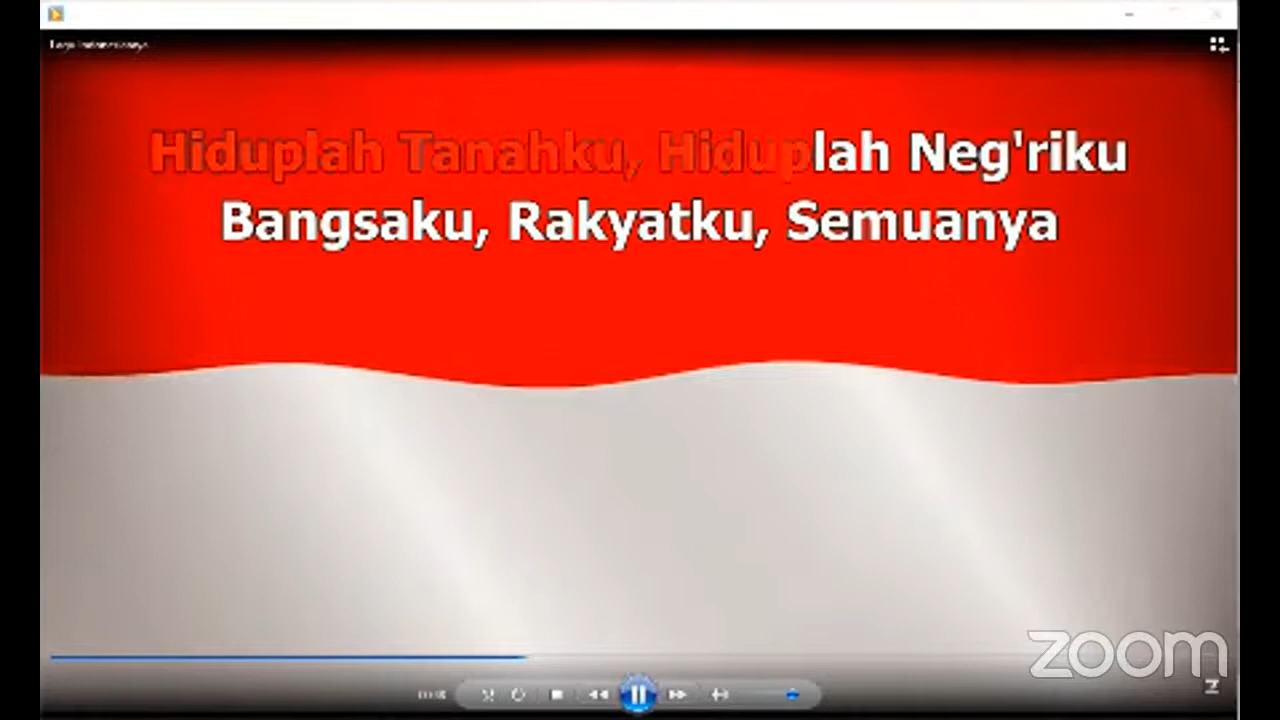 Hiduplah Tanahku, Hiduplah Neg'riku
Bangsaku, Rakyatku, Semuanya
zoom